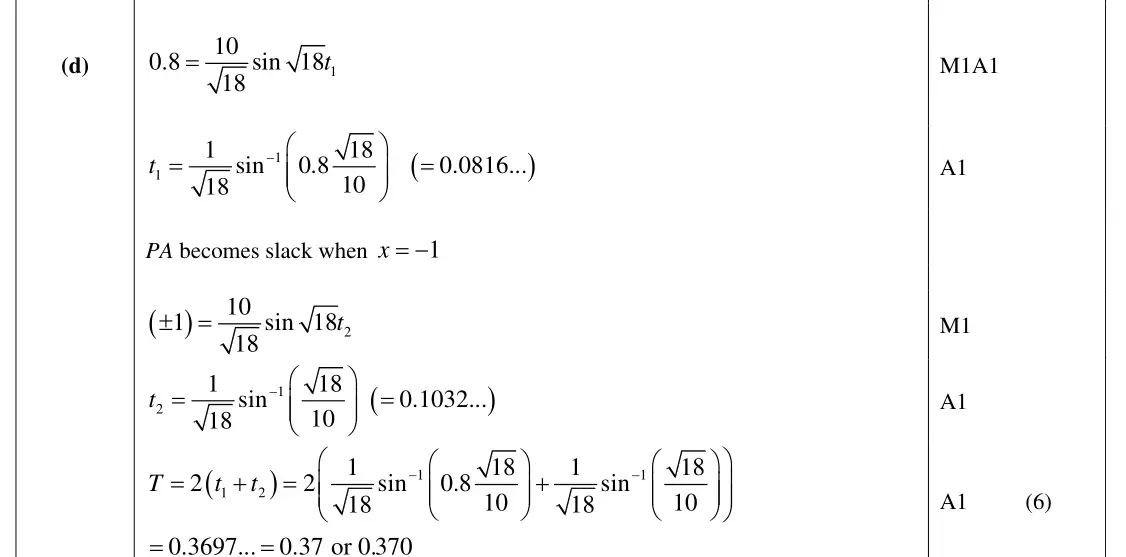 (d) 0.8 = 10/√18 sin √18t₁ M1A1
t₁ = 1/√18 sin⁻¹(0.8 √18/10) (= 0.0816...) A1
PA becomes slack when x = −1
(±1) = 10/√18 sin √18t₂ M1
t₂ = 1/√18 sin⁻¹(√18/10) (= 0.1032...) A1
T = 2(t₁ + t₂) = 2(1/√18 sin⁻¹(0.8 √18/10) + 1/√18 sin⁻¹(√18/10)) A1 (6)
= 0.3697... = 0.37 or 0.370